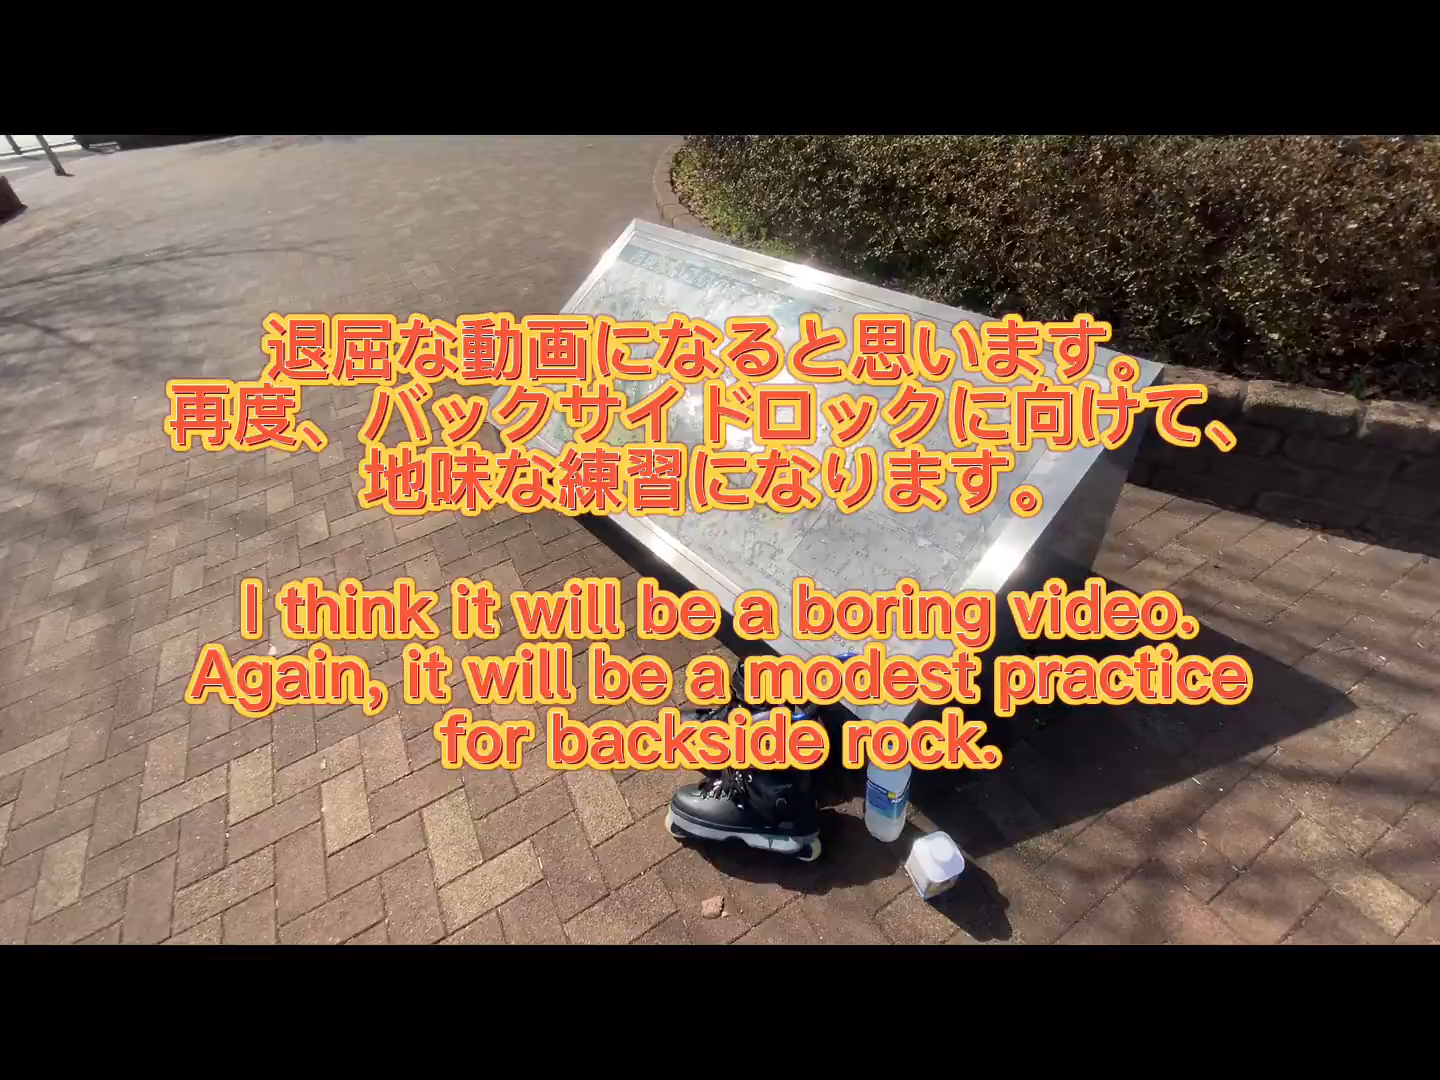 退屈な動画になると思います。
再度、バックサイドロックに向けて、
地味な練習になります。
I think it will be a boring video.
Again, it will be a modest practice
for backside rock.